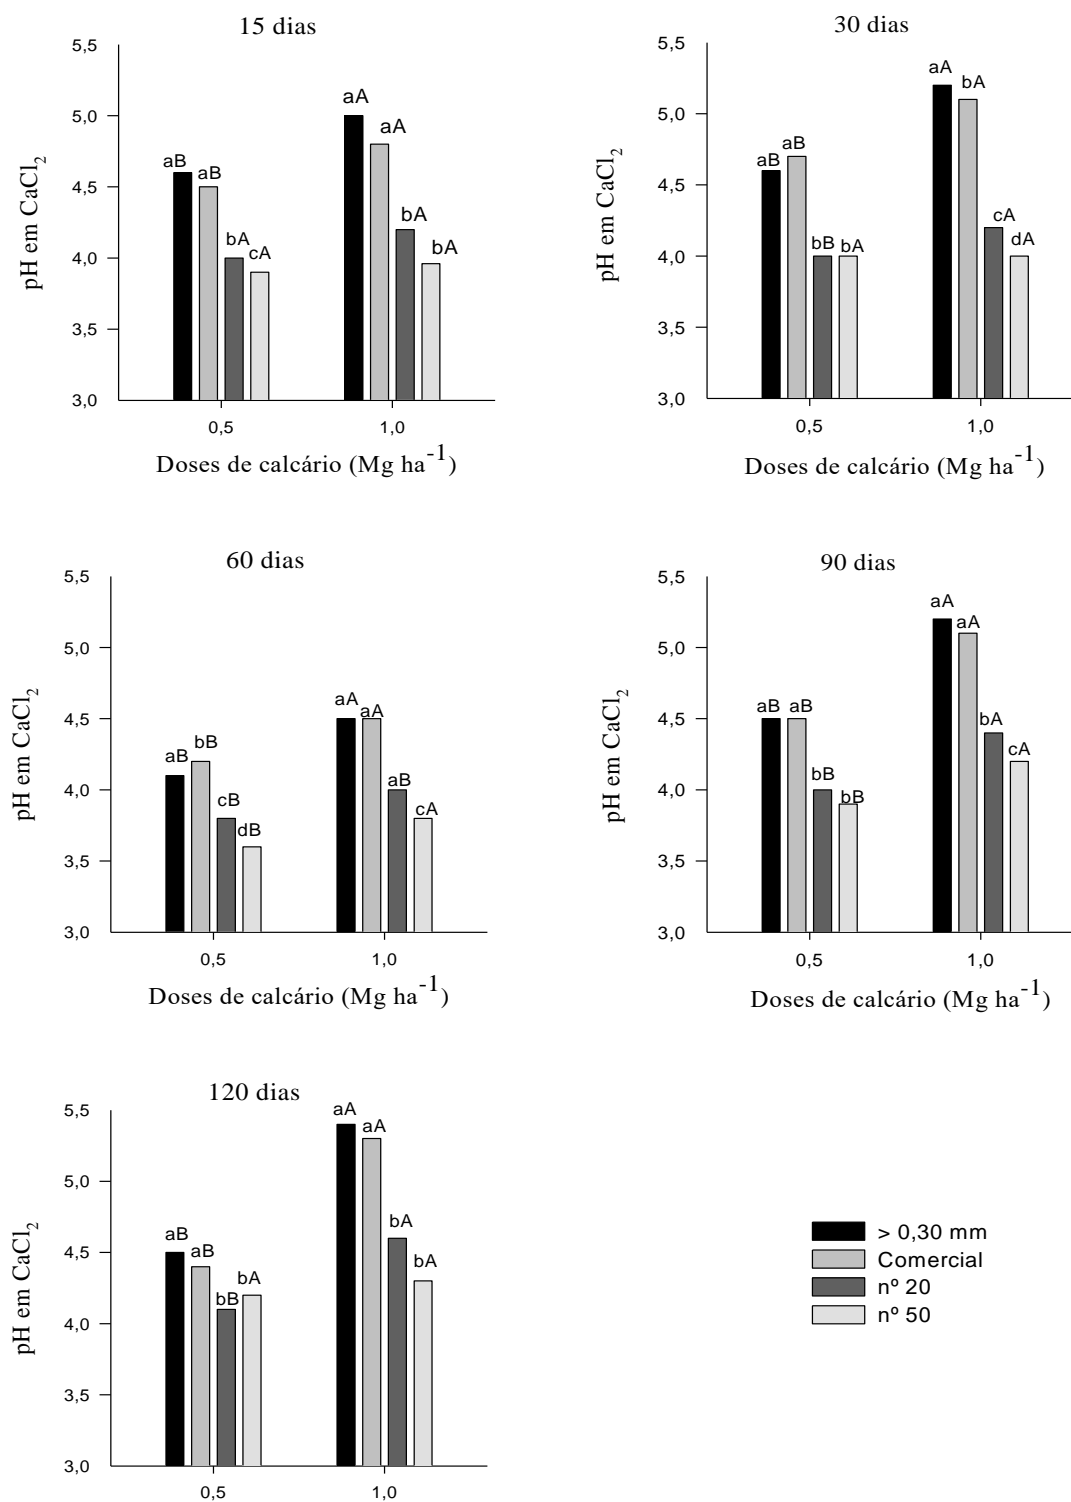 15 dias
5,5
5,0
4,5
4,0
3,5
3,0
pH em CaCl₂
aB
aB
bA
cA
aA
aA
bA
bA
0,5
1,0
Doses de calcário (Mg ha⁻¹)
30 dias
5,5
5,0
4,5
4,0
3,5
3,0
pH em CaCl₂
aB
aB
bB
bA
aA
bA
cA
dA
0,5
1,0
Doses de calcário (Mg ha⁻¹)
60 dias
5,5
5,0
4,5
4,0
3,5
3,0
pH em CaCl₂
aB
bB
cB
dB
aA
aA
aB
cA
0,5
1,0
Doses de calcário (Mg ha⁻¹)
90 dias
5,5
5,0
4,5
4,0
3,5
3,0
pH em CaCl₂
aB
aB
bB
bB
aA
aA
bA
cA
0,5
1,0
Doses de calcário (Mg ha⁻¹)
120 dias
5,5
5,0
4,5
4,0
3,5
3,0
pH em CaCl₂
aB
aB
bB
bA
aA
aA
bA
bA
0,5
1,0
> 0,30 mm
Comercial
nº 20
nº 50